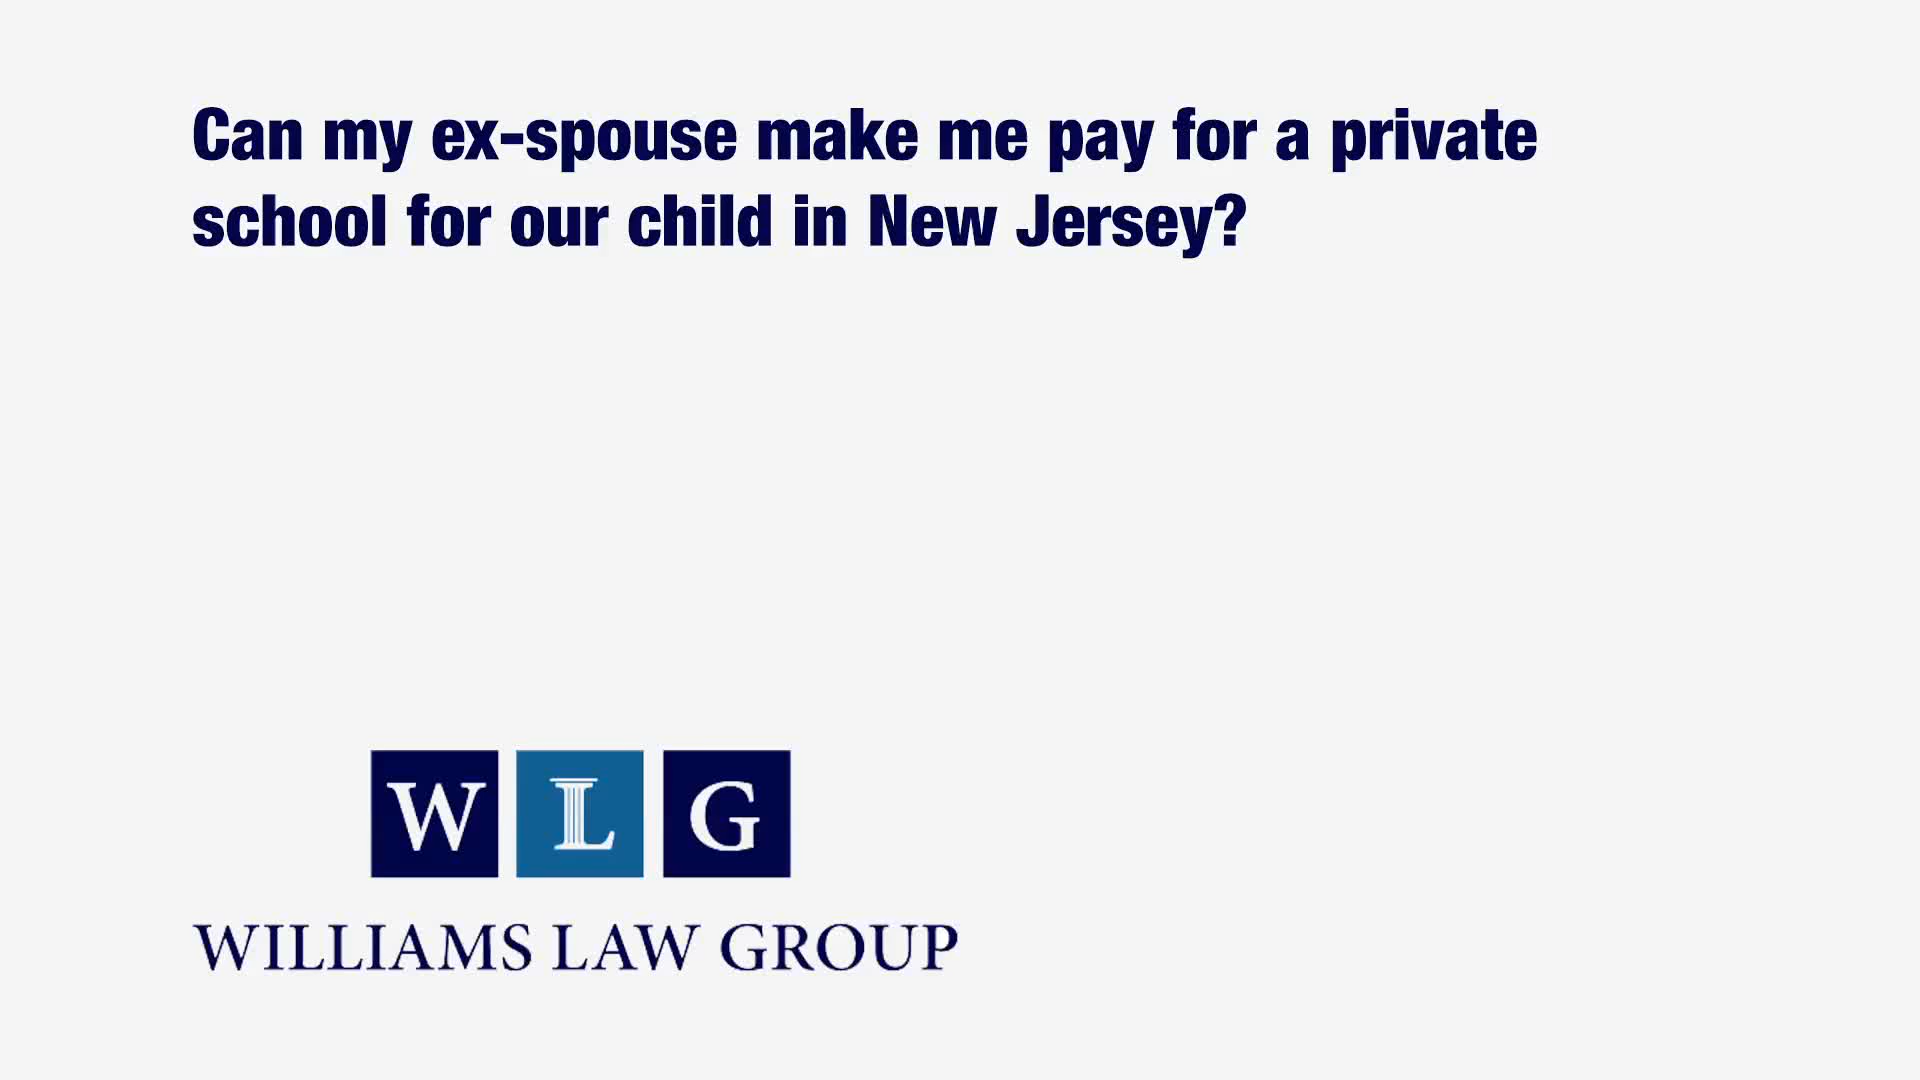 Can my ex-spouse make me pay for a private
school for our child in New Jersey?
W L G
WILLIAMS LAW GROUP